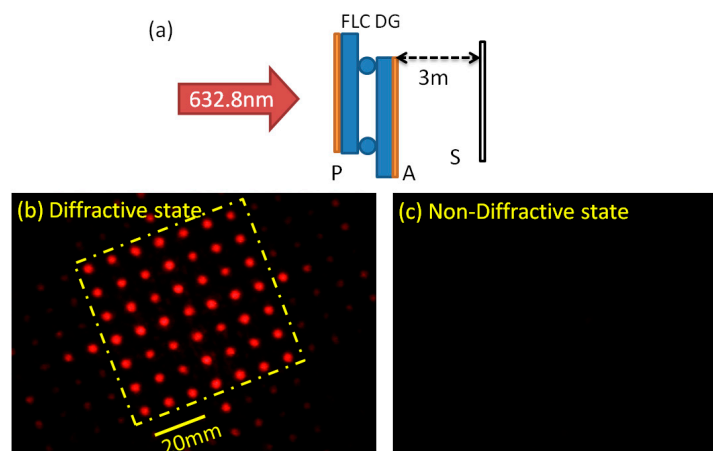 (a)
FLC DG
632.8nm
3m
P
A
S
(b) Diffractive state
20mm
(c) Non-Diffractive state